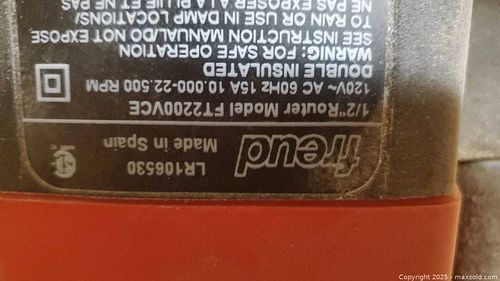 freud
Made in Spain
LR106530
1/2"Router Model FT2200VCE
120V~ AC 60Hz 15A 10.000-22.500 RPM
DOUBLE INSULATED
WARNIG: FOR SAFE OPERATION
SEE INSTRUCTION MANUAL/DO NOT EXPOSE
TO RAIN OR USE IN DAMP LOCATIONS/
NE PAS EXPOSER A LA PLUIE ET NE PAS
Copyright © 2025 - maxsold.com